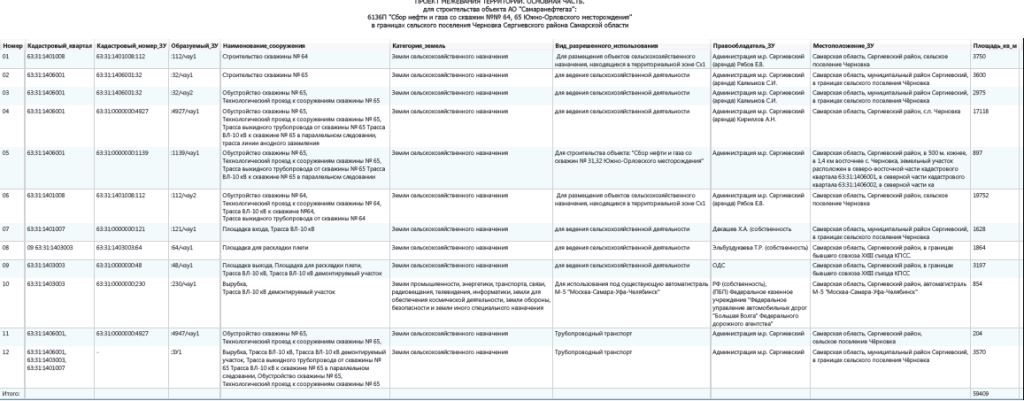 ПРОЕКТ МЕЖЕВАНИЯ ТЕРРИТОРИИ. ОСНОВНАЯ ЧАСТЬ.
для строительства объекта АО "Самаранефтегаз":
6136П "Сбор нефти и газа со скважин №№ 64, 65 Южно-Орловского месторождения"
в границах сельского поселения Черновка Сергиевского района Самарской области
Номер Кадастровый_квартал Кадастровый_номер_ЗУ Образуемый_ЗУ Наименование_сооружения Категория_земель Вид_разрешенного_использования Правообладатель_ЗУ Местоположение_ЗУ Площадь_кв_м
01 63:31:1401008 63:31:1401008:112 :112/чзу1 Строительство скважины № 64 Земли сельскохозяйственного назначения Для размещения объектов сельскохозяйственного Администрация м.р. Сергиевский Самарская область, Сергиевский район, сельское 3750
назначения, находящиеся в территориальной зоне Сх1 (аренда) Рябов Е.В. поселение Чёрновка
02 63:31:1406001 63:31:1406001:32 :32/чзу1 Строительство скважины № 65 Земли сельскохозяйственного назначения для ведения сельскохозяйственной деятельности Администрация м.р. Сергиевский Самарская область, муниципальный район Сергиевский, 3600
(аренда) Калмыков С.И. в границах сельского поселения Чёрновка
03 63:31:1406001 63:31:1406001:32 :32/чзу1 Обустройство скважины № 65, Земли сельскохозяйственного назначения для ведения сельскохозяйственной деятельности Администрация м.р. Сергиевский Самарская область, муниципальный район Сергиевский, 2975
Технологический проезд к сооружениям скважины № 65 (аренда) Калмыков С.И. в границах сельского поселения Чёрновка
04 63:31:1406001 63:31:0000000:4927 :4927/чзу1 Обустройство скважины № 65, Земли сельскохозяйственного назначения для ведения сельскохозяйственной деятельности Администрация м.р. Сергиевский Самарская область, Сергиевский район, с.п. Черновка 17118
Технологический проезд к сооружениям скважины № 65, (аренда) Кириллов А.Н.
Трасса выкидного трубопровода от скважины № 65 Трасса
ВЛ-10 кВ к скважине № 65 в параллельном следовании,
трасса линии анодного заземления
05 63:31:1406001 63:31:0000000:1139 :1139/чзу1 Обустройство скважины № 65, Земли сельскохозяйственного назначения Для строительства объекта "Сбор нефти и газа со Администрация м.р. Сергиевский Самарская область, Сергиевский район, в 500 м. южнее, 897
Технологический проезд к сооружениям скважины № 65, скважин № 31,32 Южно-Орловского месторождения" в 1,4 км восточнее с. Черновка, земельный участок
Трасса выкидного трубопровода от скважины № 65 Трасса расположен в северо-восточной части кадастрового
ВЛ-10 кВ к скважине № 65 в параллельном следовании квартала 63:31:1406001, в северной части кадастрового
квартала 63:31:1406002, в северной части ка
06 63:31:1401008 63:31:1401008:112 :112/чзу1 Обустройство скважины № 64, Земли сельскохозяйственного назначения Для размещения объектов сельскохозяйственного Администрация м.р. Сергиевский Самарская область, Сергиевский район, сельское 19752
Технологический проезд к сооружениям скважины № 64, назначения, находящиеся в территориальной зоне Сх1 (аренда) Рябов Е.В. поселение Чёрновка
Трасса ВЛ-10 кВ к скважине №64,
Трасса выкидного трубопровода от скважины № 64
07 63:31:1401007 63:31:0000000:121 :121/чзу1 Площадка входа, Трасса ВЛ-10 кВ Земли сельскохозяйственного назначения для ведения сельскохозяйственной деятельности Х.А. (собственность Самарская область, муниципальный район Сергиевский, 1628
в границах сельского поселения Чёрновка
08 09 63:31:1403003 63:31:1403003:64 :64/чзу1 Площадка для раскладки плети Земли сельскохозяйственного назначения для ведения сельскохозяйственной деятельности Т.Р. (собственность) Самарская область, Сергиевский район, в границах 1864
бывшего совхоза XXIII съезда КПСС.
09 63:31:1403003 63:31:0000000:48 :48/чзу1 Площадка выхода, Площадка для раскладки плети, Земли сельскохозяйственного назначения для ведения сельскохозяйственной деятельности ОДС Самарская область, Сергиевский район, в границах 3197
Трасса ВЛ-10 кВ, Трасса ВЛ-10 кВ демонтируемый участок бывшего совхоза XXIII съезда КПСС
10 63:31:1403003 63:31:0000000:230 :230/чзу1 Вырубка, Земли промышленности, энергетики, транспорта, связи, Для использования под существующую автомагистраль РФ (собственность), Самарская область, Сергиевский район, автомагистраль 854
Трасса ВЛ-10 кВ демонтируемый участок радиовещания, телевидения, информатики, земли для М-5 "Москва-Самара-Уфа-Челябинск" (ПБП) Федеральное казенное М-5 "Москва-Самара-Уфа-Челябинск"
обеспечения космической деятельности, земли обороны, учреждение "Федеральное
безопасности и земли иного специального назначения управление автомобильных дорог
"Большая Волга" Федерального
дорожного агентства"
11 63:31:1406001, 63:31:0000000:4927 :4947/чзу1 Обустройство скважины № 65, Земли сельскохозяйственного назначения Трубопроводный транспорт Администрация м.р. Сергиевский Самарская область, Сергиевский район, 204
Технологический проезд к сооружениям скважины № 65, сельское поселение Чёрновка
12 63:31:1406001, - :ЗУ1 Вырубка, Трасса ВЛ-10 кВ, Трасса ВЛ-10 кВ демонтируемый Земли сельскохозяйственного назначения Трубопроводный транспорт Администрация м.р. Сергиевский Самарская область, муниципальный район Сергиевский, 3570
63:31:1403003, участок, Трасса выкидного трубопровода от скважины № в границах сельского поселения Чёрновка
63:31:1401007 65 Трасса ВЛ-10 кВ к скважине № 65 в параллельном
следовании, Обустройство скважины № 65,
Технологический проезд к сооружениям скважины № 65
Итого: 59409